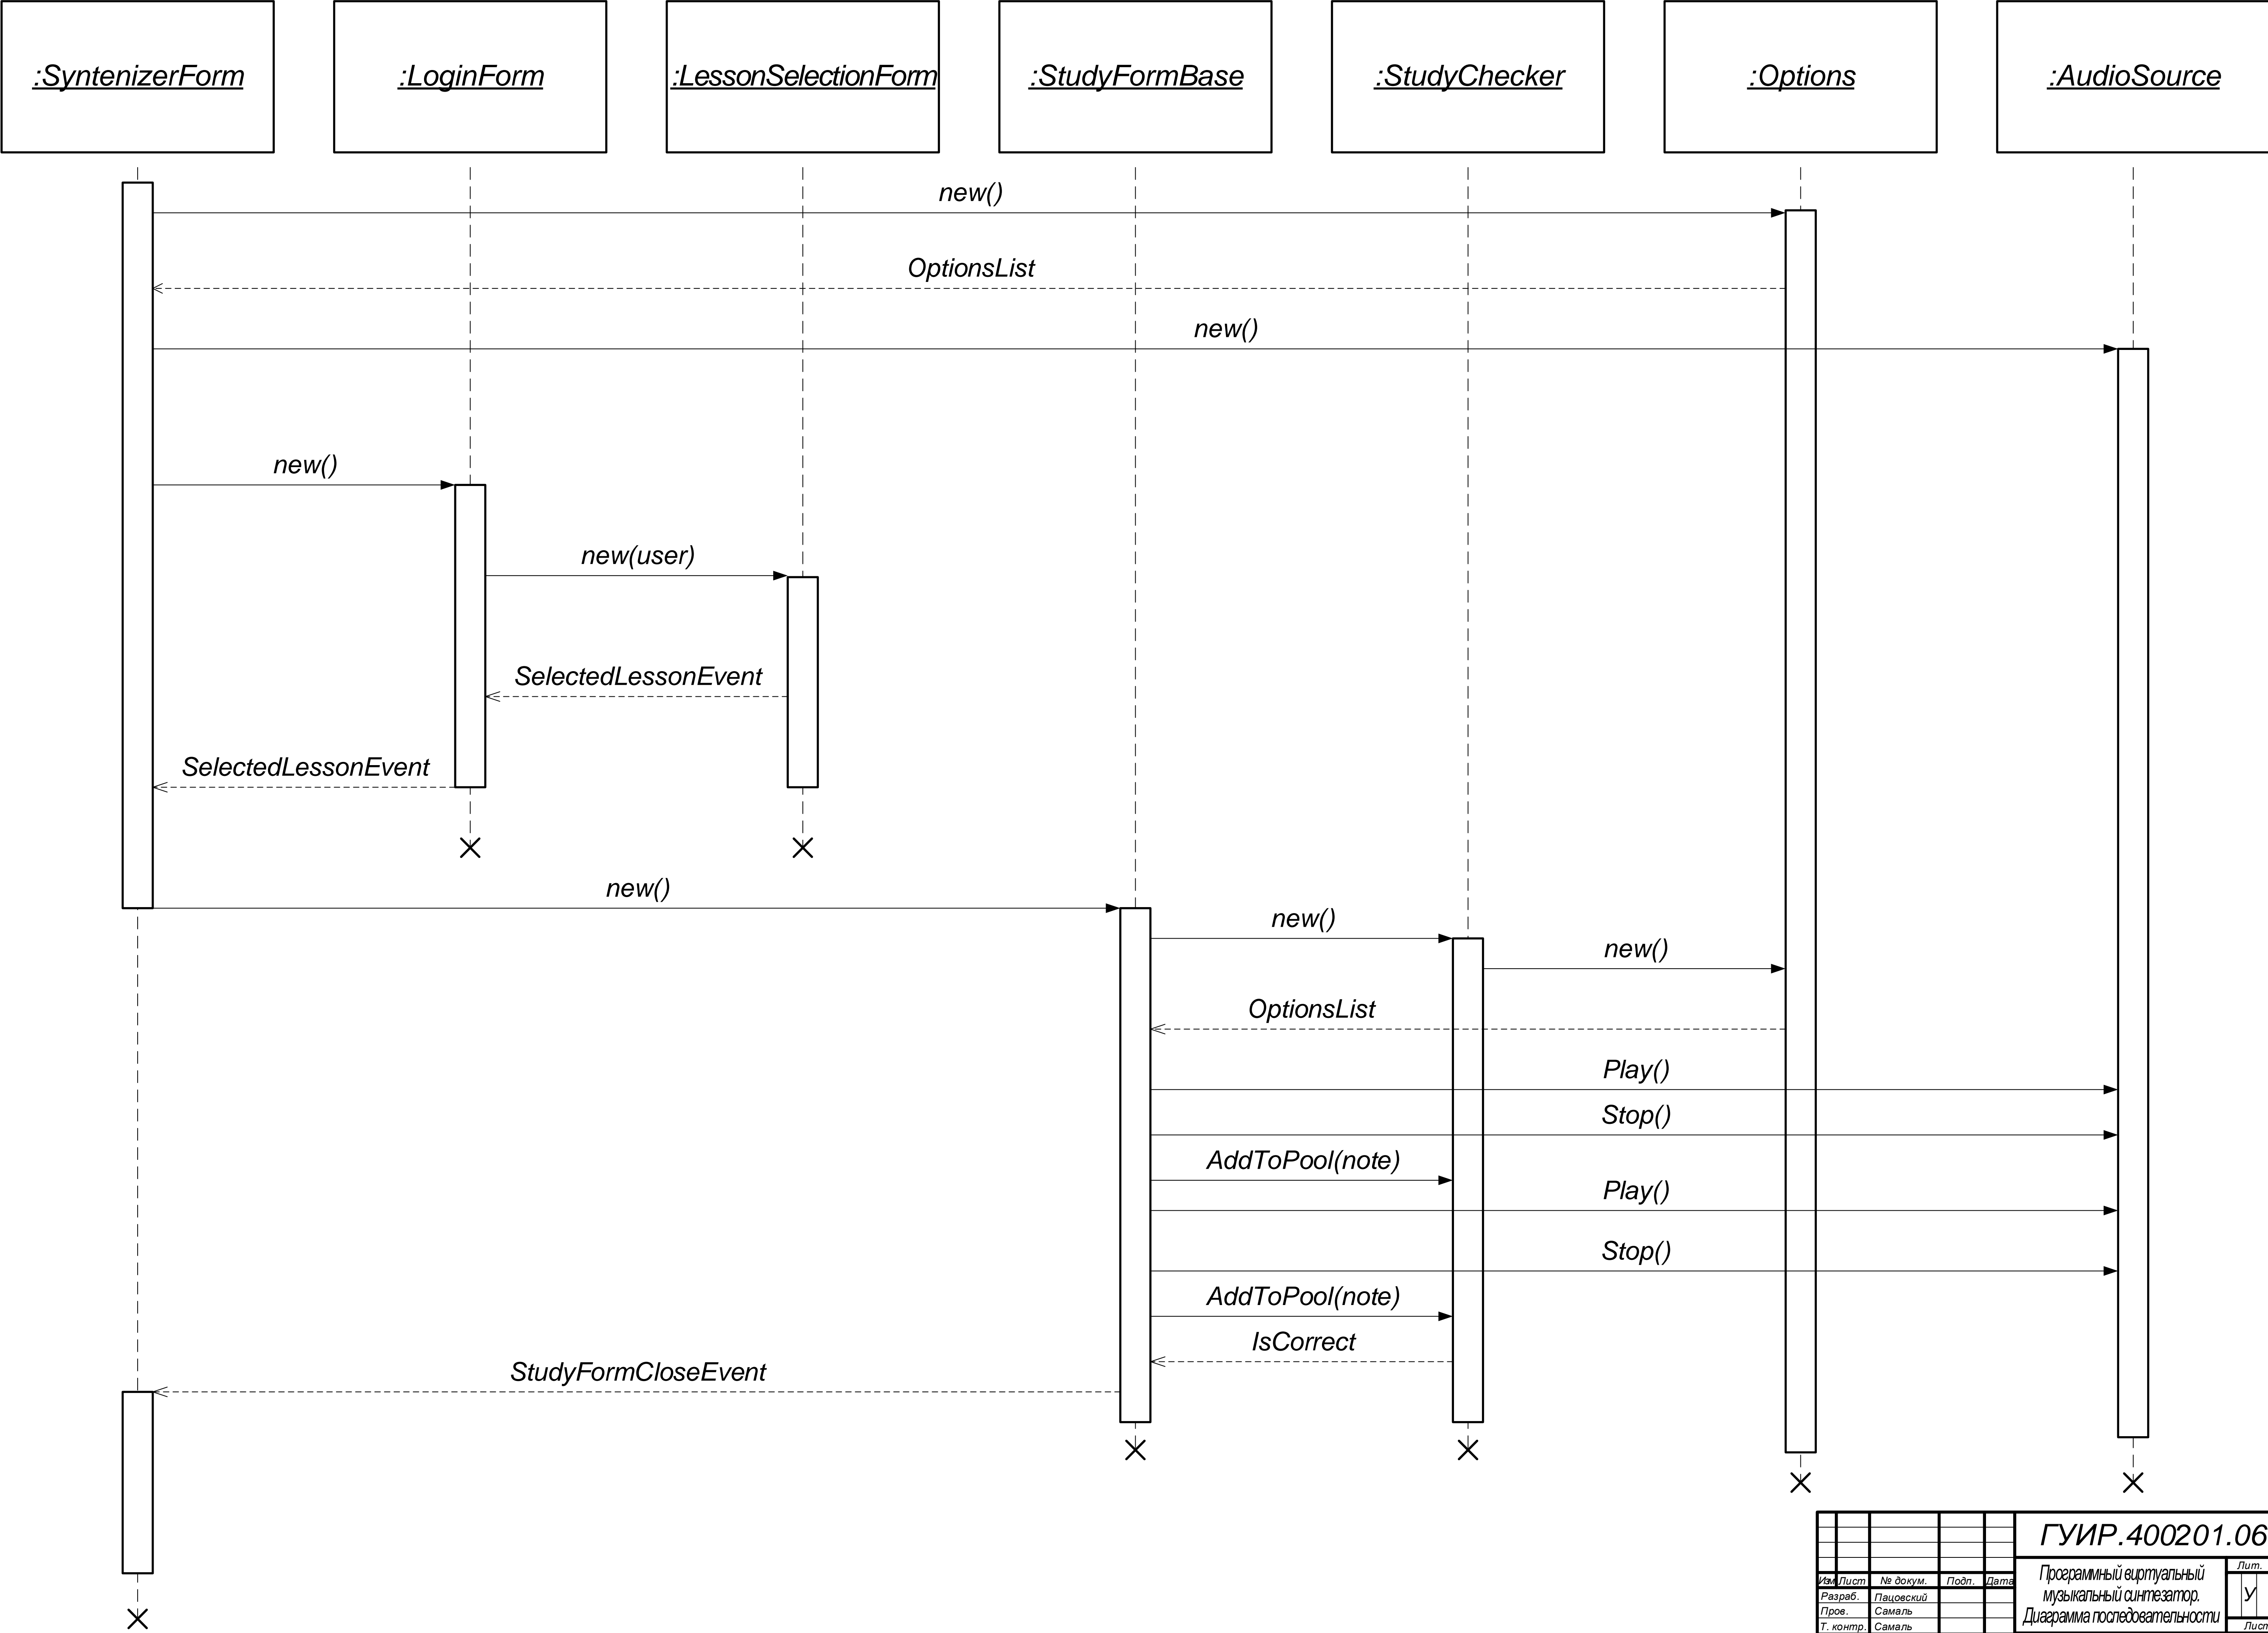 :SyntenizerForm
:LoginForm
:LessonSelectionForm
:StudyFormBase
:StudyChecker
:Options
:AudioSource
new()
OptionsList
new()
new()
new(user)
SelectedLessonEvent
SelectedLessonEvent
new()
new()
new()
OptionsList
Play()
Stop()
AddToPool(note)
Play()
Stop()
AddToPool(note)
IsCorrect
StudyFormCloseEvent
ГУИР.400201.06
Изм Лист № докум. Подп. Дата
Разраб. Пацовский
Пров. Самаль
Т. контр. Самаль
Программный виртуальный
музыкальный синтезатор.
Диаграмма последовательности
Лит.
У
Лист